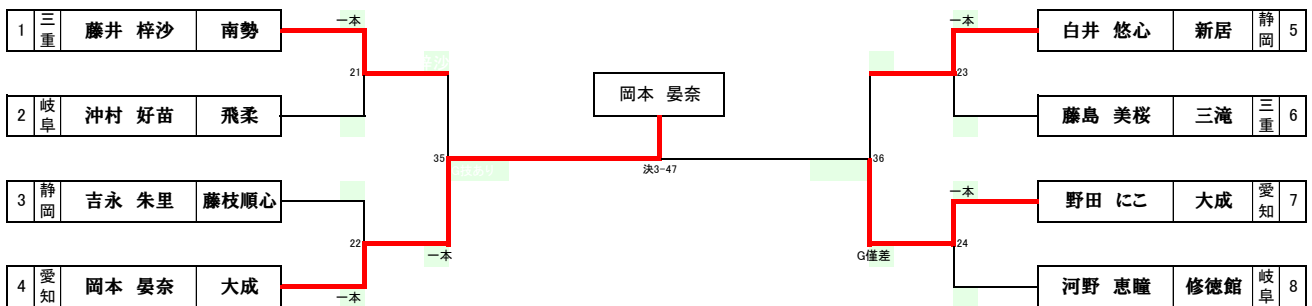 一本
1 三重 藤井 梓沙 南勢
21
2 岐阜 沖村 好苗 飛柔
35
3 静岡 吉永 朱里 藤枝順心
22
一本
4 愛知 岡本 晏奈 大成
一本
岡本 晏奈
決3-47
一本
白井 悠心 新居 静岡 5
23
藤島 美桜 三滝 三重 6
36
一本
野田 にこ 大成 愛知 7
24
G僅差
河野 恵瞳 修徳館 岐阜 8